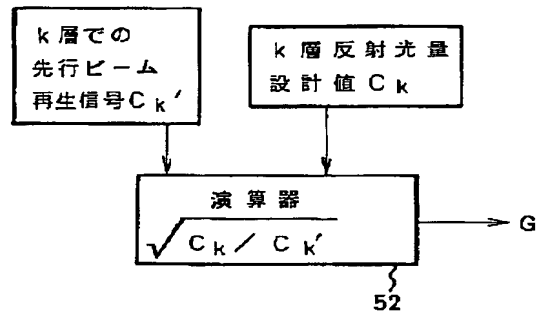 k層での
先行ビーム
再生信号Ck′
k層反射光量
設計値Ck
演算器
√Ck／Ck′
G
52